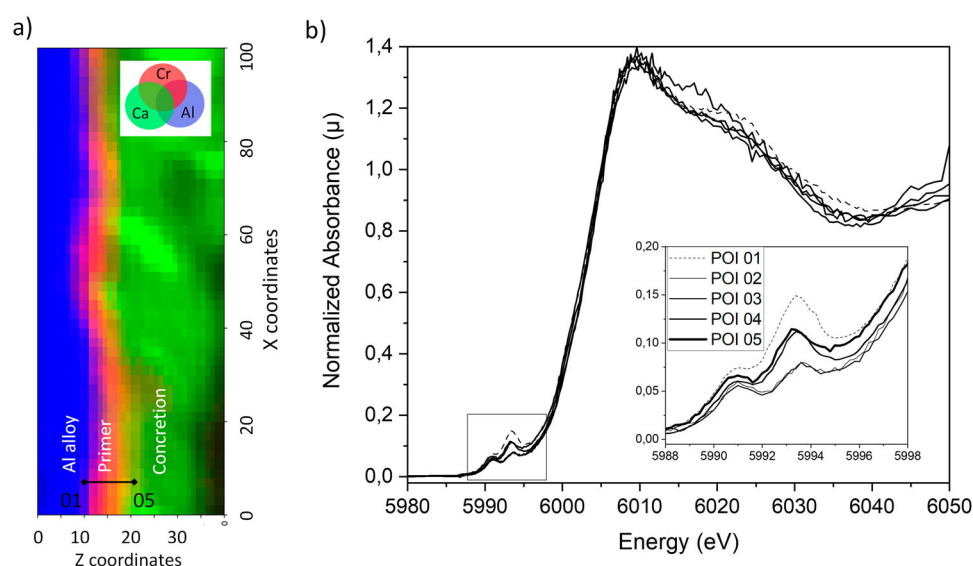 a)
Cr
Ca
Al
Al alloy
Primer
Concretion
01
05
0
10
20
30
0
20
40
60
80
100
Z coordinates
X coordinates
b)
1,4
1,2
1,0
0,8
0,6
0,4
0,2
0,0
Normalized Absorbance (μ)
5980
5990
6000
6010
6020
6030
6040
6050
Energy (eV)
0,20
0,15
0,10
0,05
0,00
POI 01
POI 02
POI 03
POI 04
POI 05
5988
5990
5992
5994
5996
5998